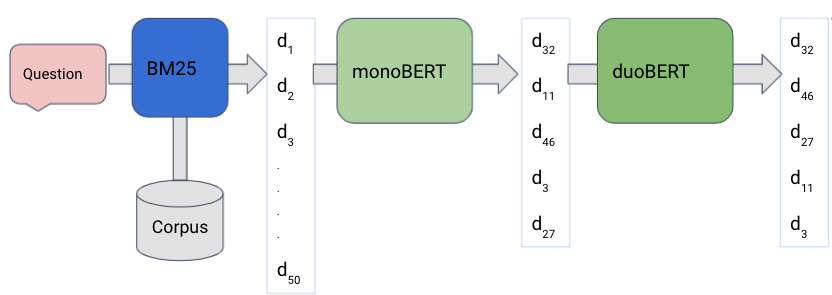 Question
BM25
Corpus
d1
d2
d3
.
.
.
.
d50
monoBERT
d32
d11
d46
d3
d27
duoBERT
d32
d46
d27
d11
d3